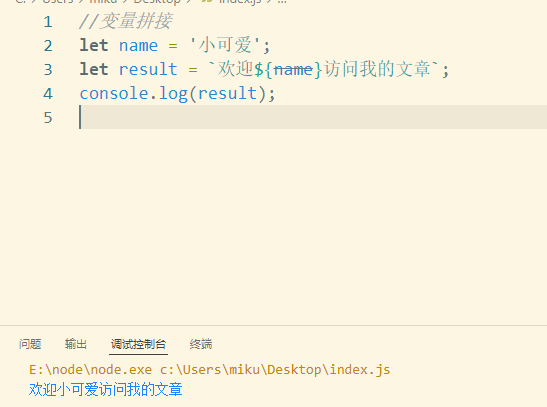 C: > Users > miku > Desktop > index.js > ...
1 //变量拼接
2 let name = '小可爱';
3 let result = `欢迎${name}访问我的文章`;
4 console.log(result);
5
问题 输出 调试控制台 终端
E:\node\node.exe c:\Users\miku\Desktop\index.js
欢迎小可爱访问我的文章